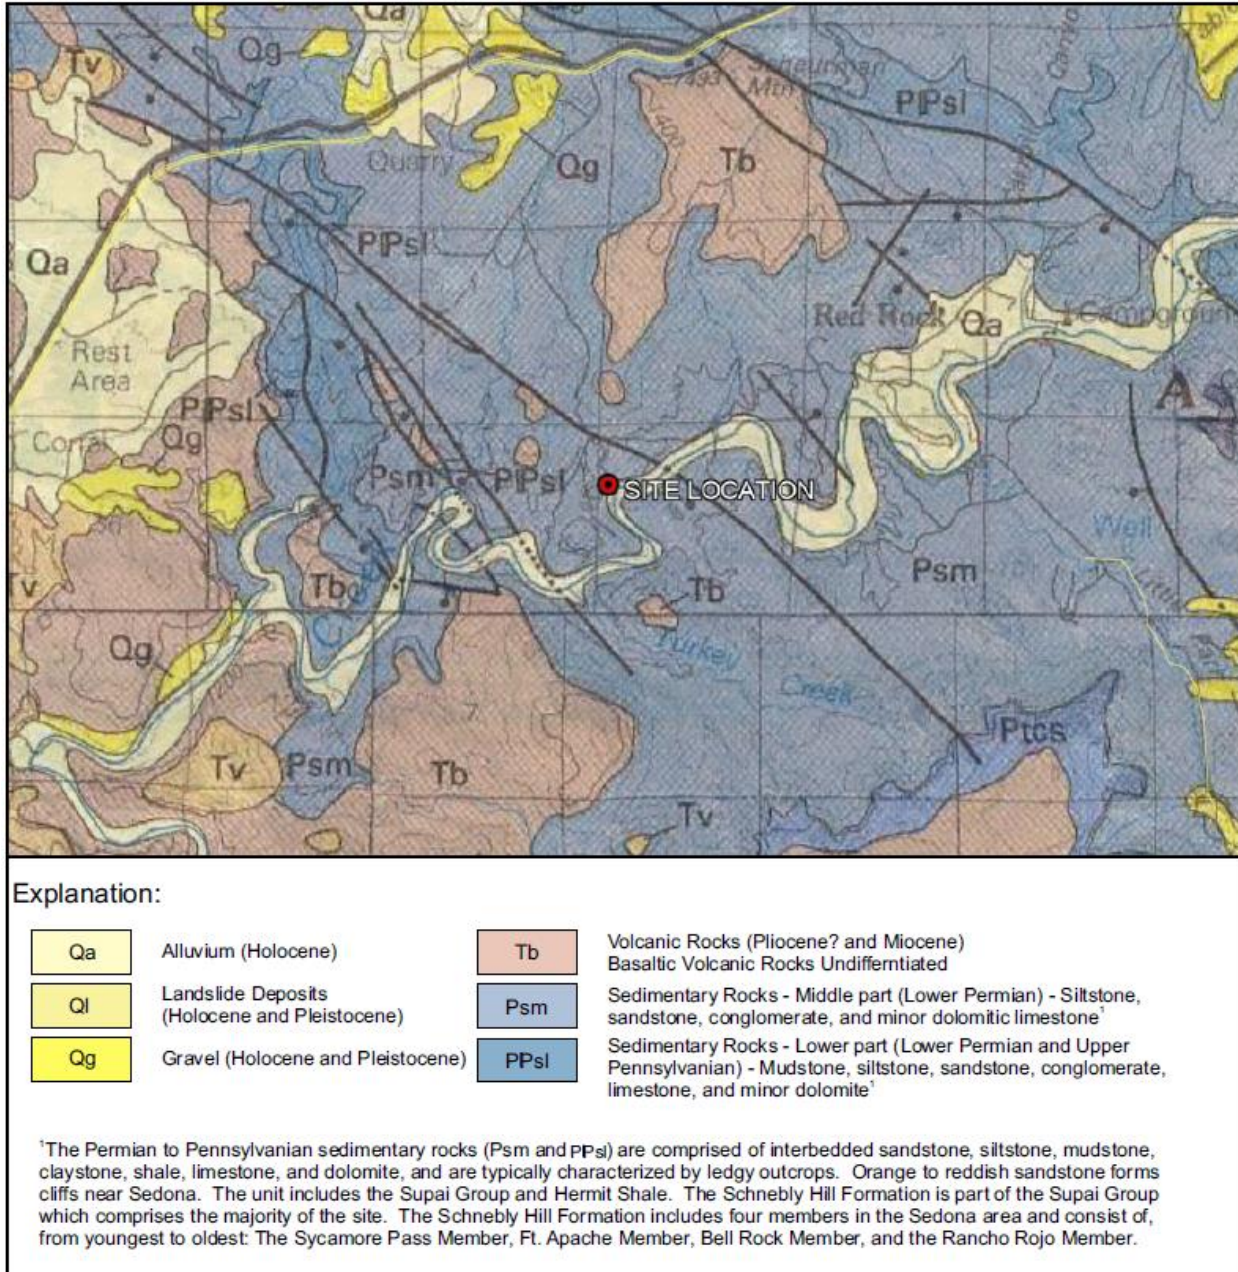 Qa
Qg
Qg
Tv
Scheurman
Mtn
7493
Canyon
PPsl
1400
Tb
Quarry
Qg
PPsl
Qa
Red Rock
Qa
Campground
Rest
Area
A
PPsl
Qg
Corral
Psm
PPsl
SITE LOCATION
Well
Psm
Tv
Tb
Tb
Qg
Turkey
Creek
1200
7
Ptcs
Tv
Psm
Tb
Tv
Explanation:
Qa Alluvium (Holocene)
Ql Landslide Deposits
(Holocene and Pleistocene)
Qg Gravel (Holocene and Pleistocene)
Tb Volcanic Rocks (Pliocene? and Miocene)
Basaltic Volcanic Rocks Undifferntiated
Psm Sedimentary Rocks - Middle part (Lower Permian) - Siltstone,
sandstone, conglomerate, and minor dolomitic limestone¹
PPsl Sedimentary Rocks - Lower part (Lower Permian and Upper
Pennsylvanian) - Mudstone, siltstone, sandstone, conglomerate,
limestone, and minor dolomite¹
¹The Permian to Pennsylvanian sedimentary rocks (Psm and PPsl) are comprised of interbedded sandstone, siltstone, mudstone,
claystone, shale, limestone, and dolomite, and are typically characterized by ledgy outcrops. Orange to reddish sandstone forms
cliffs near Sedona. The unit includes the Supai Group and Hermit Shale. The Schnebly Hill Formation is part of the Supai Group
which comprises the majority of the site. The Schnebly Hill Formation includes four members in the Sedona area and consist of,
from youngest to oldest: The Sycamore Pass Member, Ft. Apache Member, Bell Rock Member, and the Rancho Rojo Member.